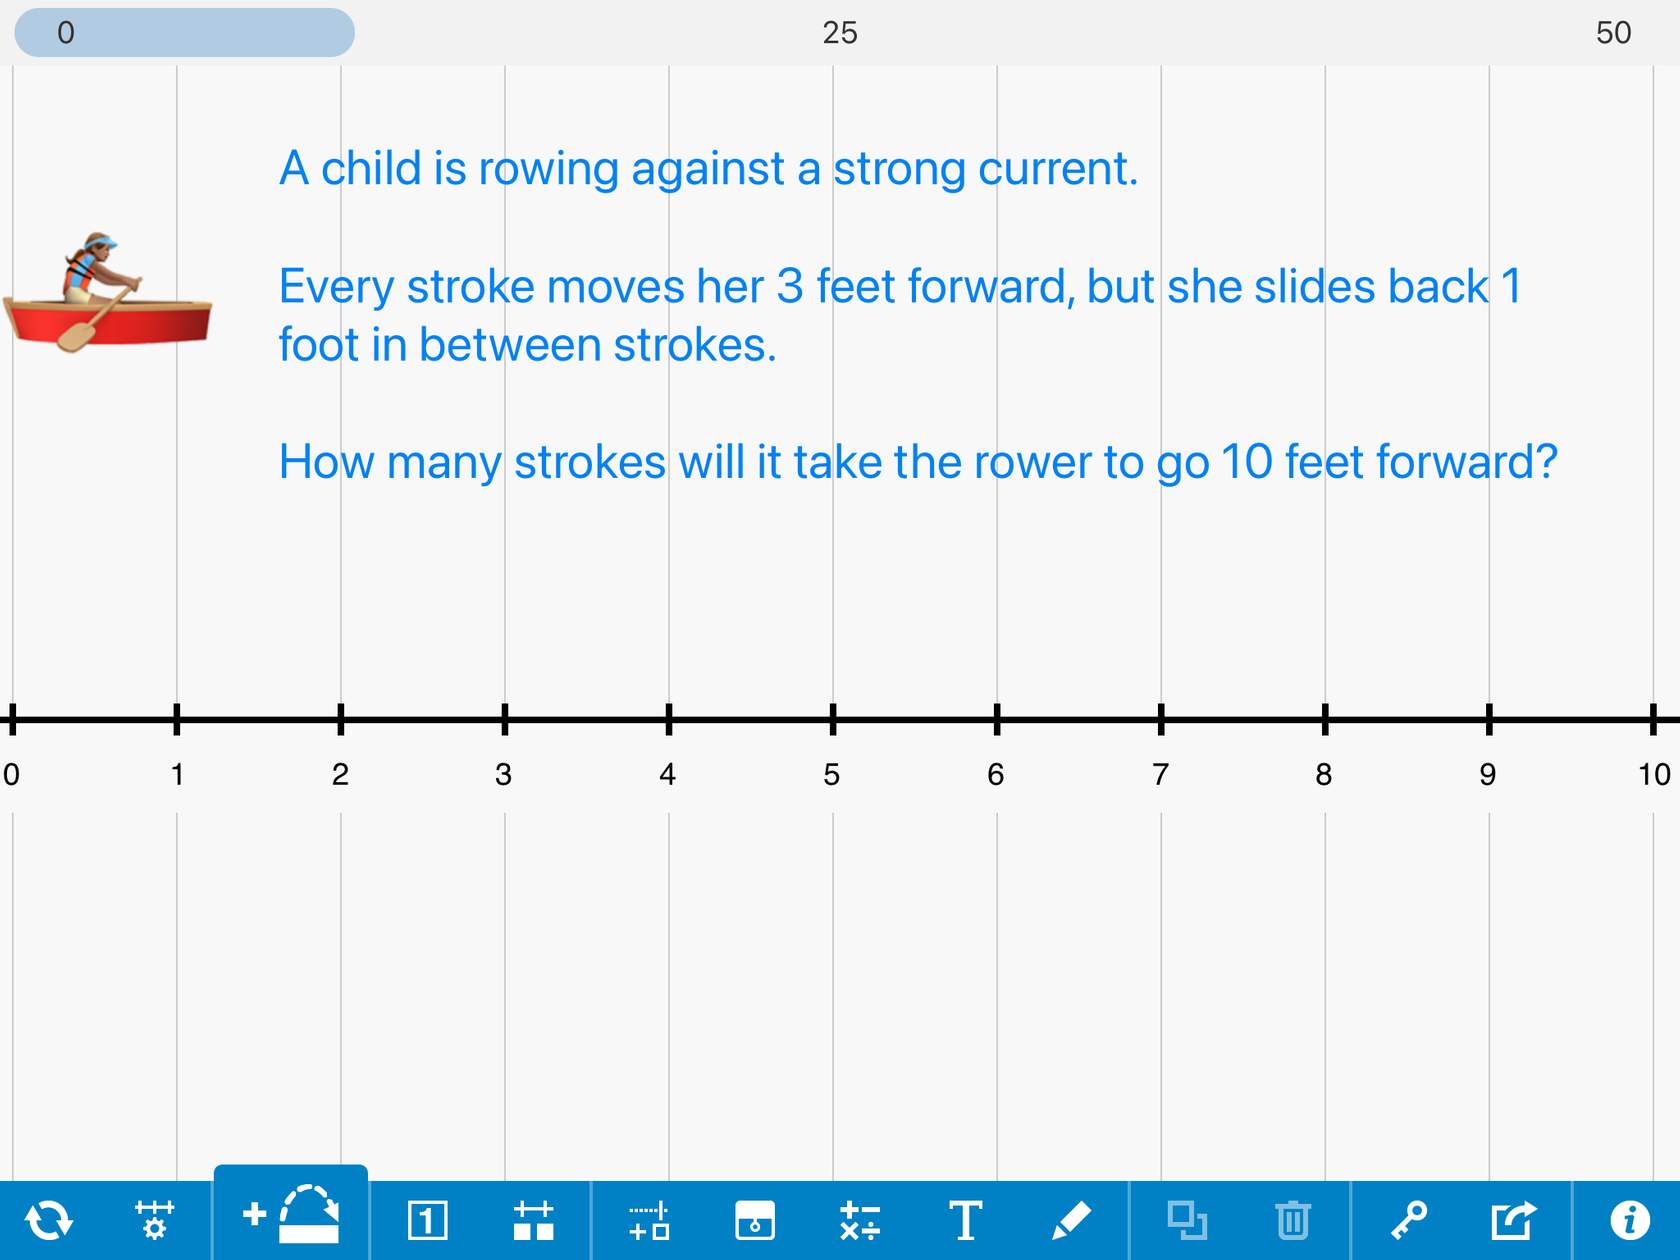 0 25 50
A child is rowing against a strong current.
Every stroke moves her 3 feet forward, but she slides back 1
foot in between strokes.
How many strokes will it take the rower to go 10 feet forward?
0 1 2 3 4 5 6 7 8 9 10
1 T i